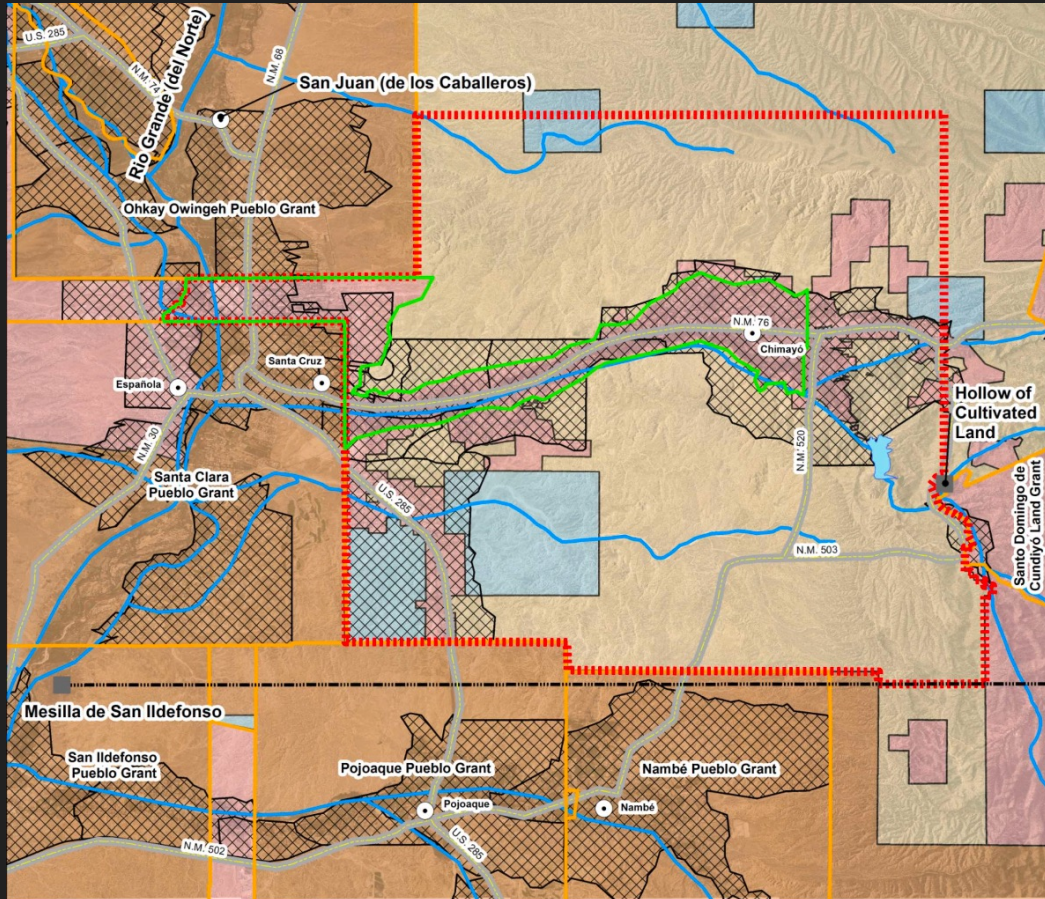 U.S. 285
N.M. 74
Rio Grande (del Norte)
N.M. 68
San Juan (de los Caballeros)
Ohkay Owingeh Pueblo Grant
N.M. 76
Chimayó
Santa Cruz
Española
N.M. 30
Hollow of
Cultivated
Land
N.M. 520
Santa Clara
Pueblo Grant
U.S. 285
N.M. 503
Santo Domingo de
Cundiyó Land Grant
Mesilla de San Ildefonso
San Ildefonso
Pueblo Grant
Pojoaque Pueblo Grant
Nambé Pueblo Grant
Pojoaque
Nambé
N.M. 502
U.S. 285